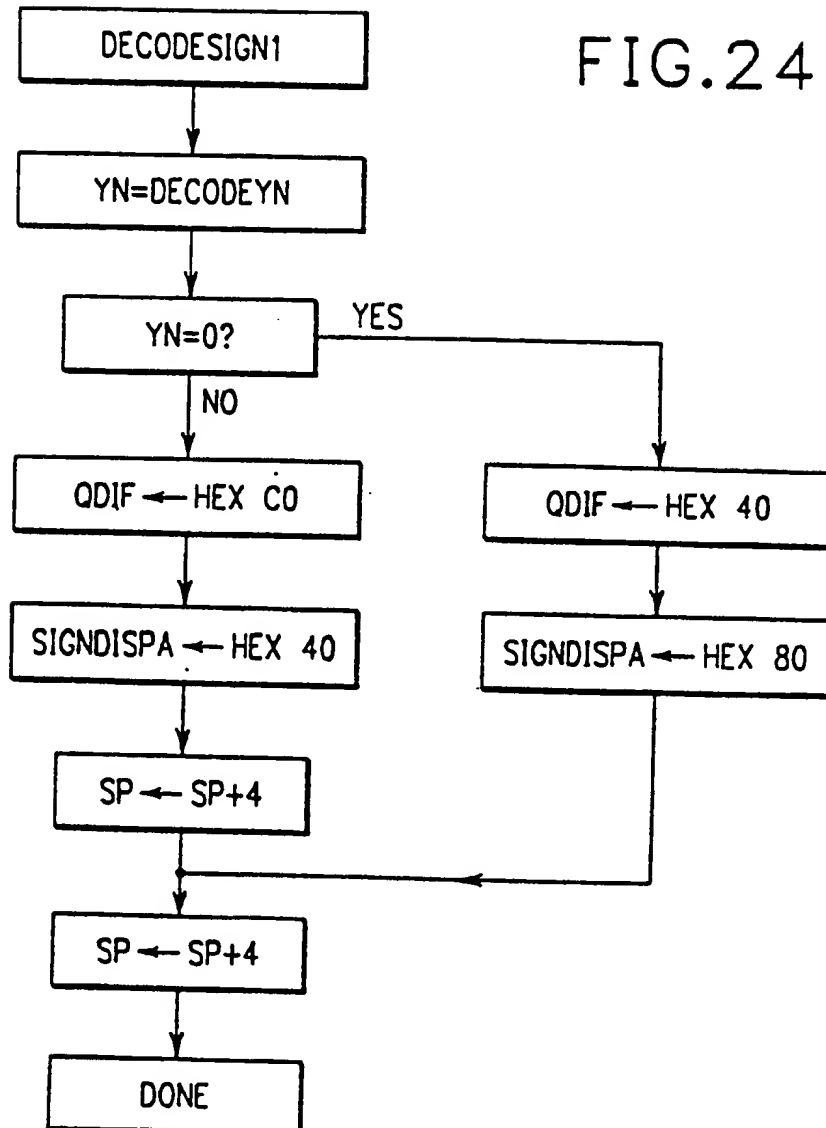 FIG.24
DECODESIGN1
YN=DECODEYN
YN=0?
YES
NO
QDIF ← HEX C0
SIGNDISPA ← HEX 40
SP ← SP+4
QDIF ← HEX 40
SIGNDISPA ← HEX 80
SP ← SP+4
DONE